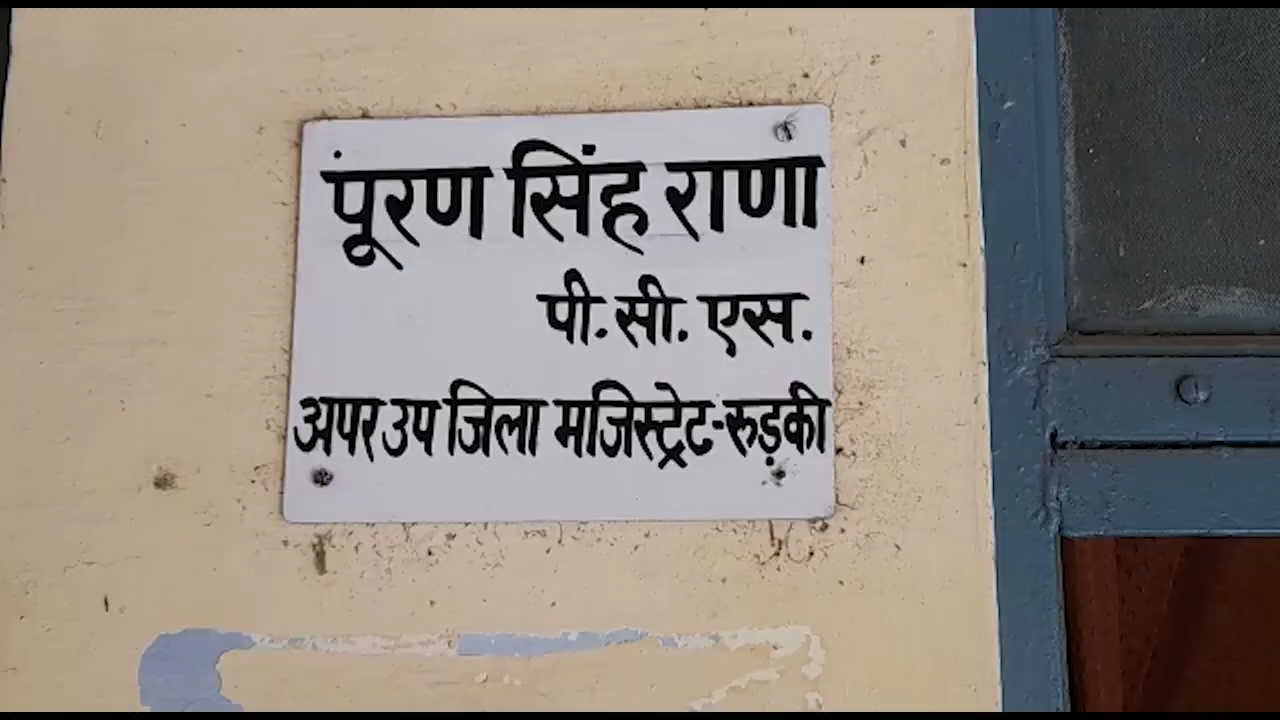 पूरण सिंह राणा
पी.सी. एस.
अपर उप जिला मजिस्ट्रेट-रुड़की